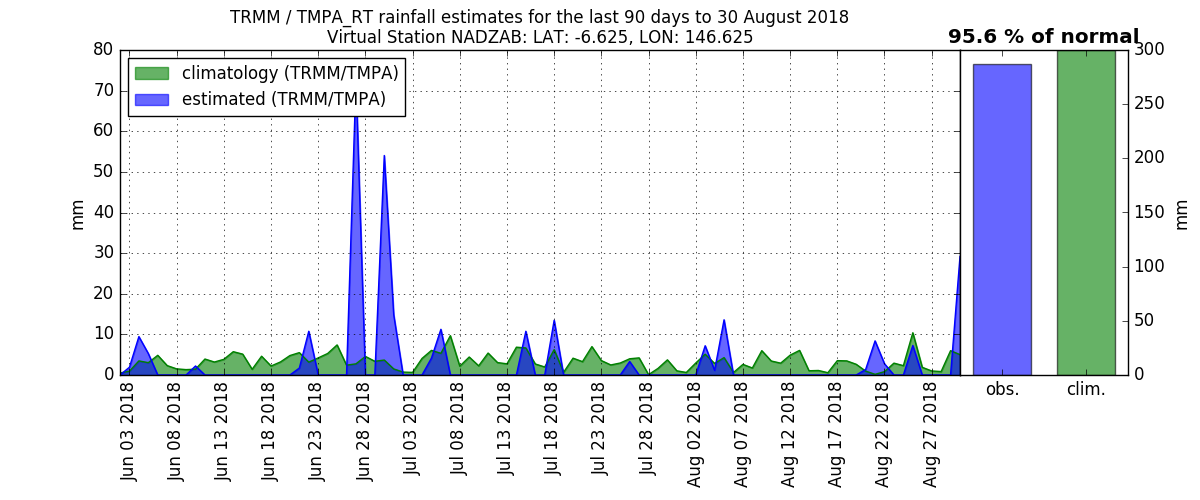 TRMM / TMPA_RT rainfall estimates for the last 90 days to 30 August 2018
Virtual Station NADZAB: LAT: -6.625, LON: 146.625
95.6 % of normal
climatology (TRMM/TMPA)
estimated (TRMM/TMPA)
mm
80
70
60
50
40
30
20
10
0
Jun 03 2018
Jun 08 2018
Jun 13 2018
Jun 18 2018
Jun 23 2018
Jun 28 2018
Jul 03 2018
Jul 08 2018
Jul 13 2018
Jul 18 2018
Jul 23 2018
Jul 28 2018
Aug 02 2018
Aug 07 2018
Aug 12 2018
Aug 17 2018
Aug 22 2018
Aug 27 2018
obs.
clim.
300
250
200
150
100
50
0
mm